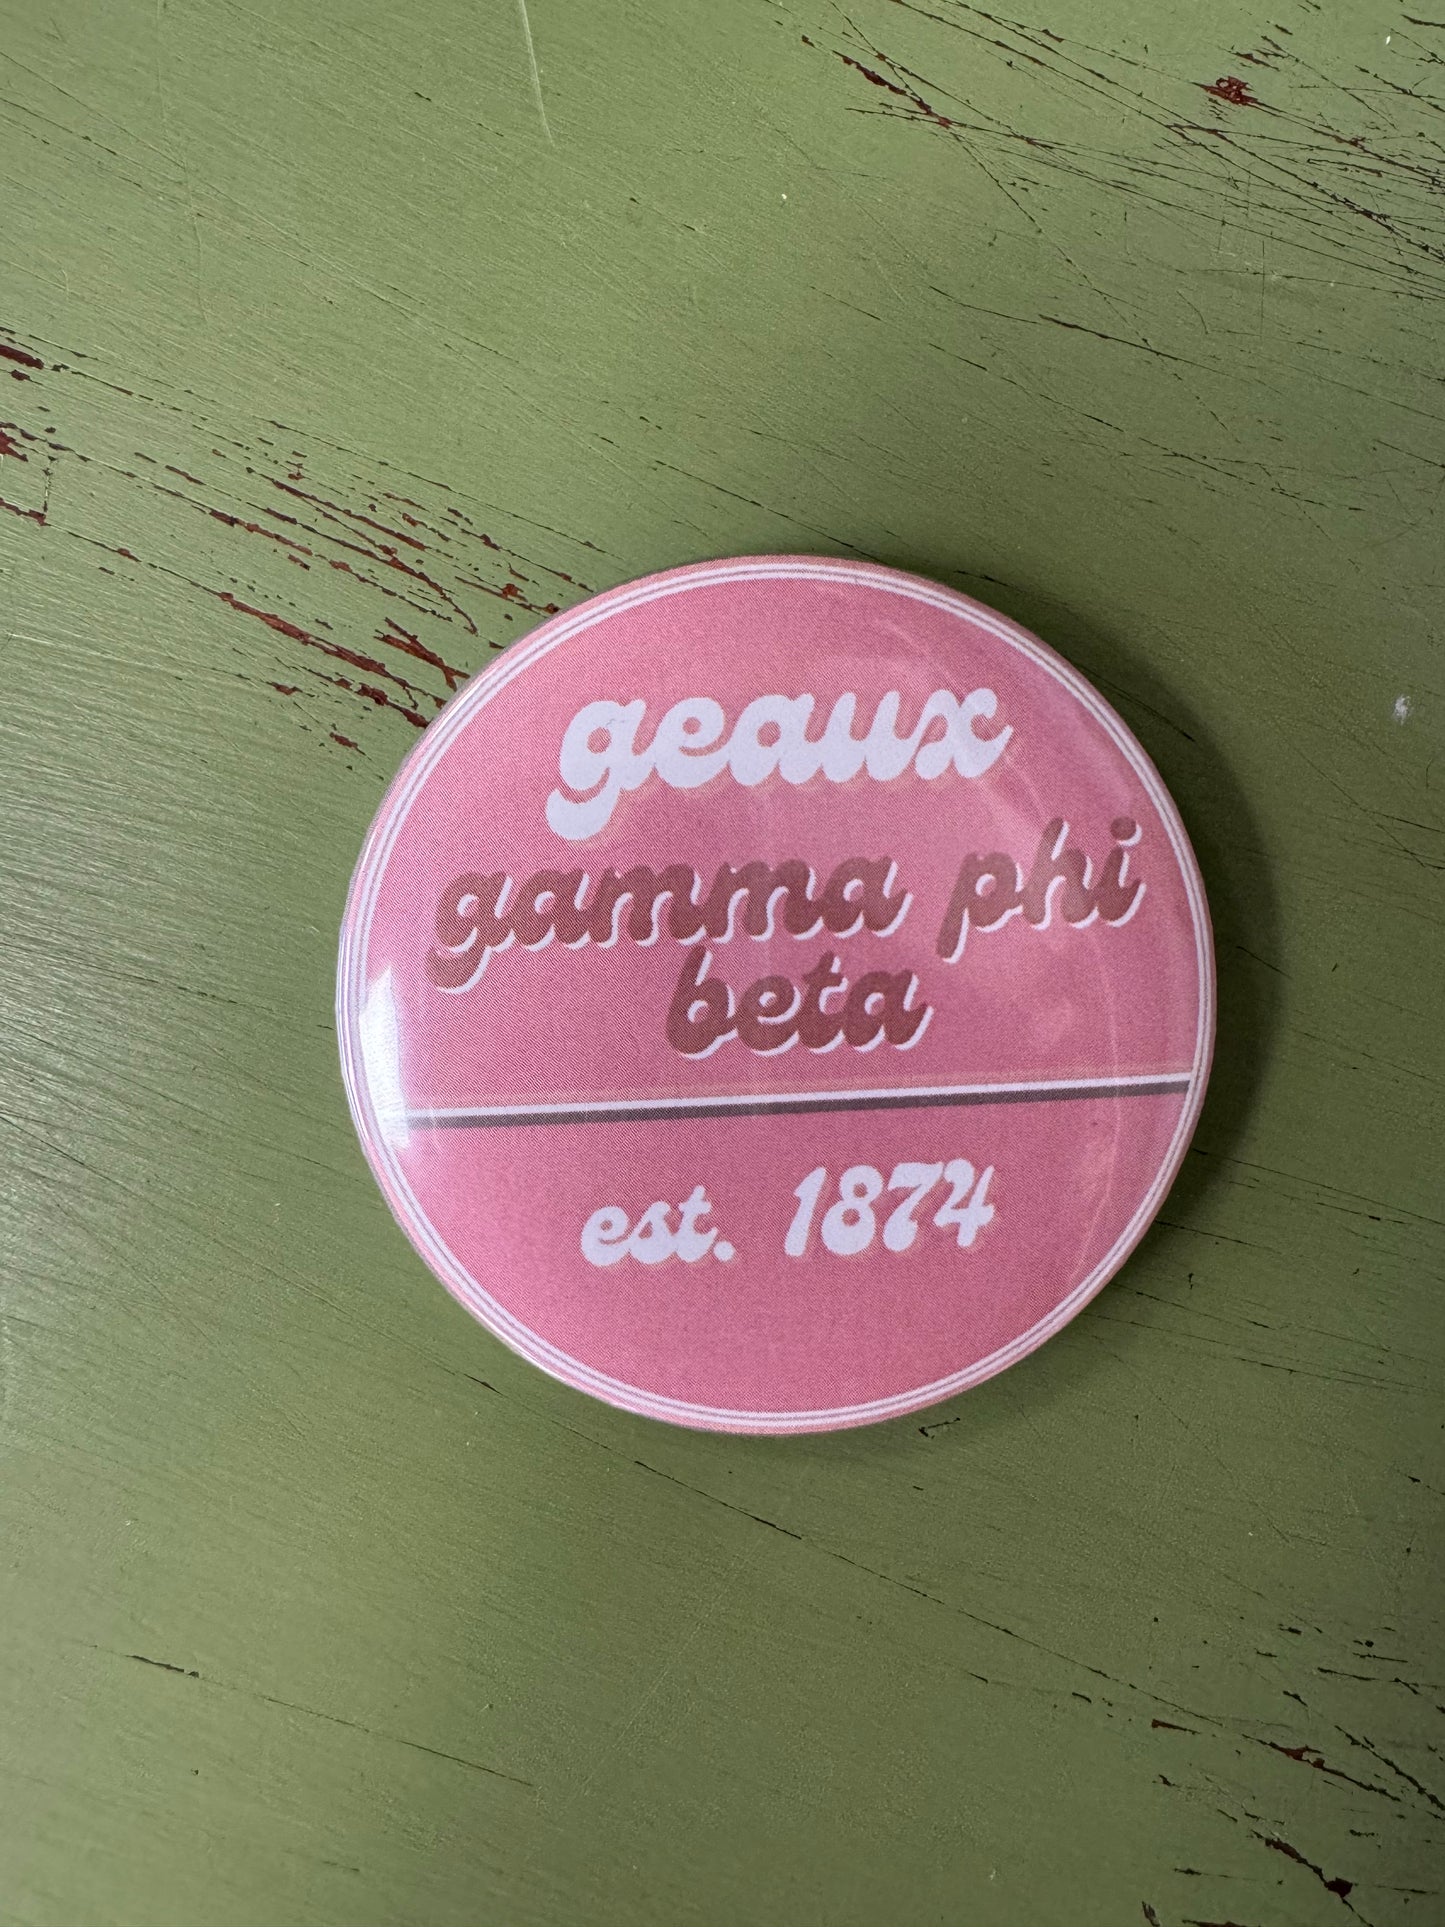 geaux
gamma phi
beta
est. 1874